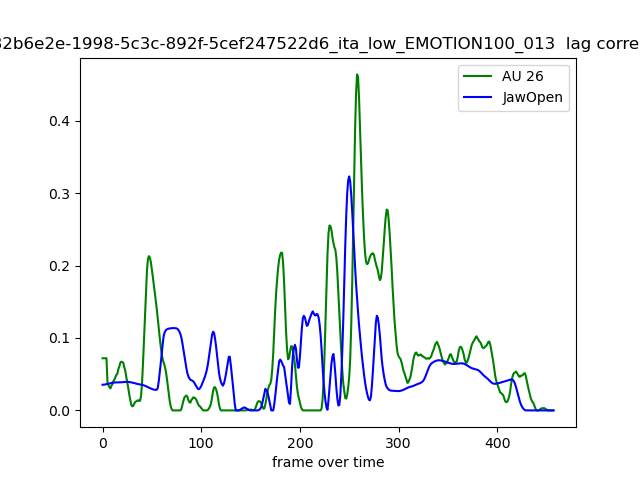 32b6e2e-1998-5c3c-892f-5cef247522d6_ita_low_EMOTION100_013 lag corre
AU 26
JawOpen
0.4
0.3
0.2
0.1
0.0
0 100 200 300 400
frame over time